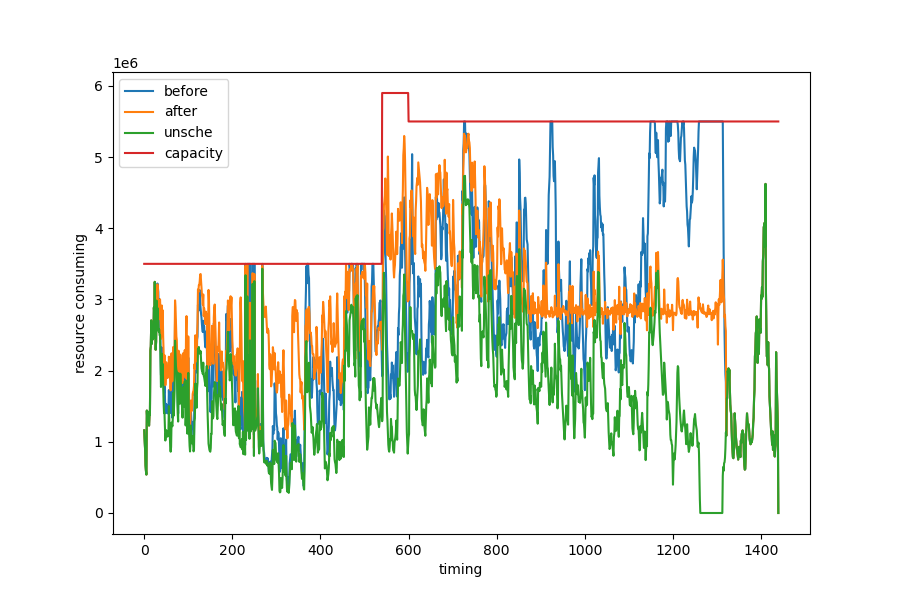 1e6
before
after
unsche
capacity
6
5
4
3
2
1
0
resource consuming
0 200 400 600 800 1000 1200 1400
timing